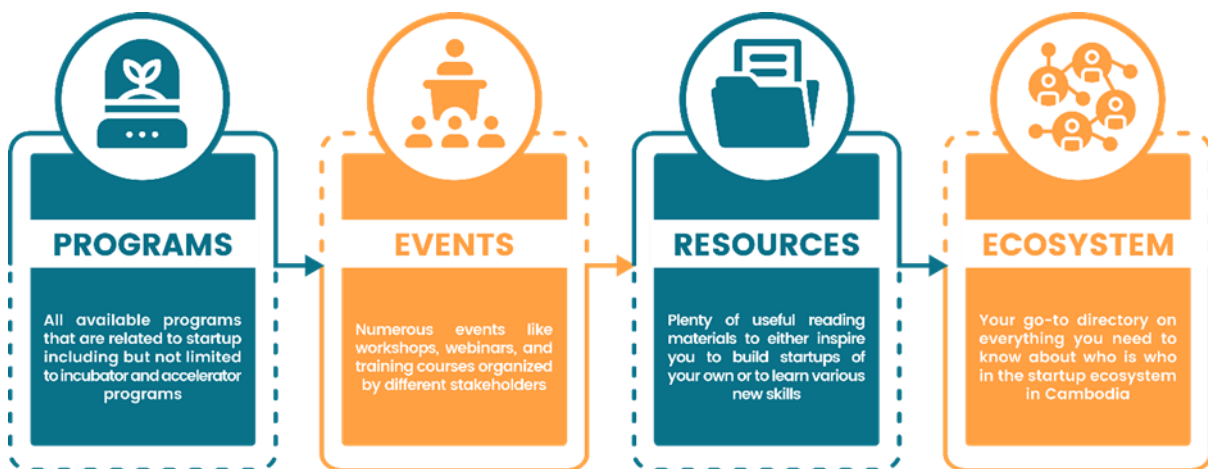 PROGRAMS
All available programs
that are related to startup
including but not limited
to incubator and accelerator
programs
EVENTS
Numerous events like
workshops, webinars, and
training courses organized
by different stakeholders
RESOURCES
Plenty of useful reading
materials to either inspire
you to build startups of
your own or to learn various
new skills
ECOSYSTEM
Your go-to directory on
everything you need to
know about who is who
in the startup ecosystem
in Cambodia